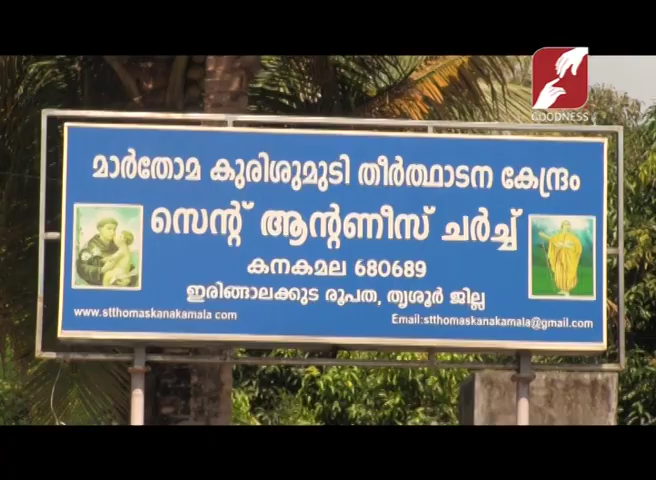 GOODNESS
മാർതോമ കുരിശുമുടി തീർത്ഥാടന കേന്ദ്രം
സെന്റ് ആന്റണീസ് ചർച്ച്
കനകമല 680689
ഇരിങ്ങാലക്കുട രൂപത, തൃശൂർ ജില്ല
www.stthomaskanakamala com
Email:stthomaskanakamala@gmail.com